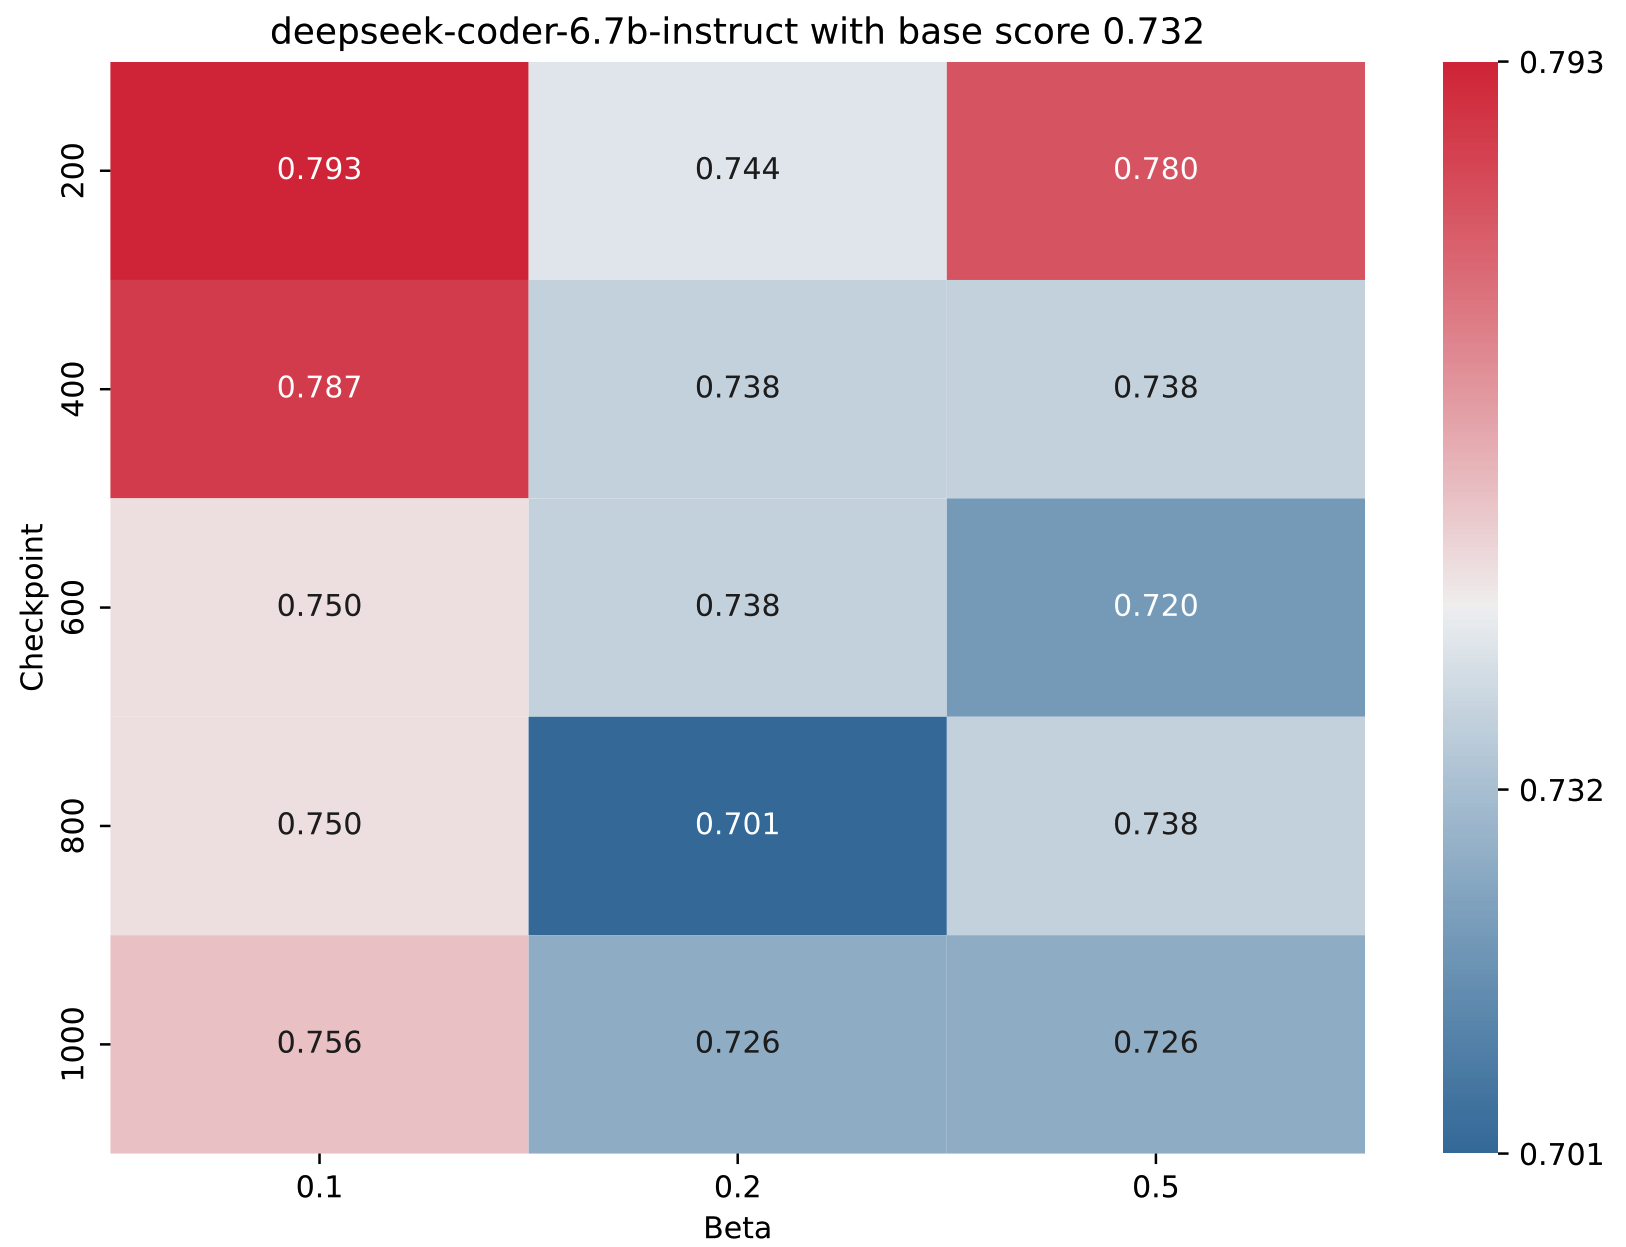 deepseek-coder-6.7b-instruct with base score 0.732
200 0.793 0.744 0.780
400 0.787 0.738 0.738
600 0.750 0.738 0.720
800 0.750 0.701 0.738
1000 0.756 0.726 0.726
Checkpoint
0.1 0.2 0.5
Beta
0.793
0.732
0.701